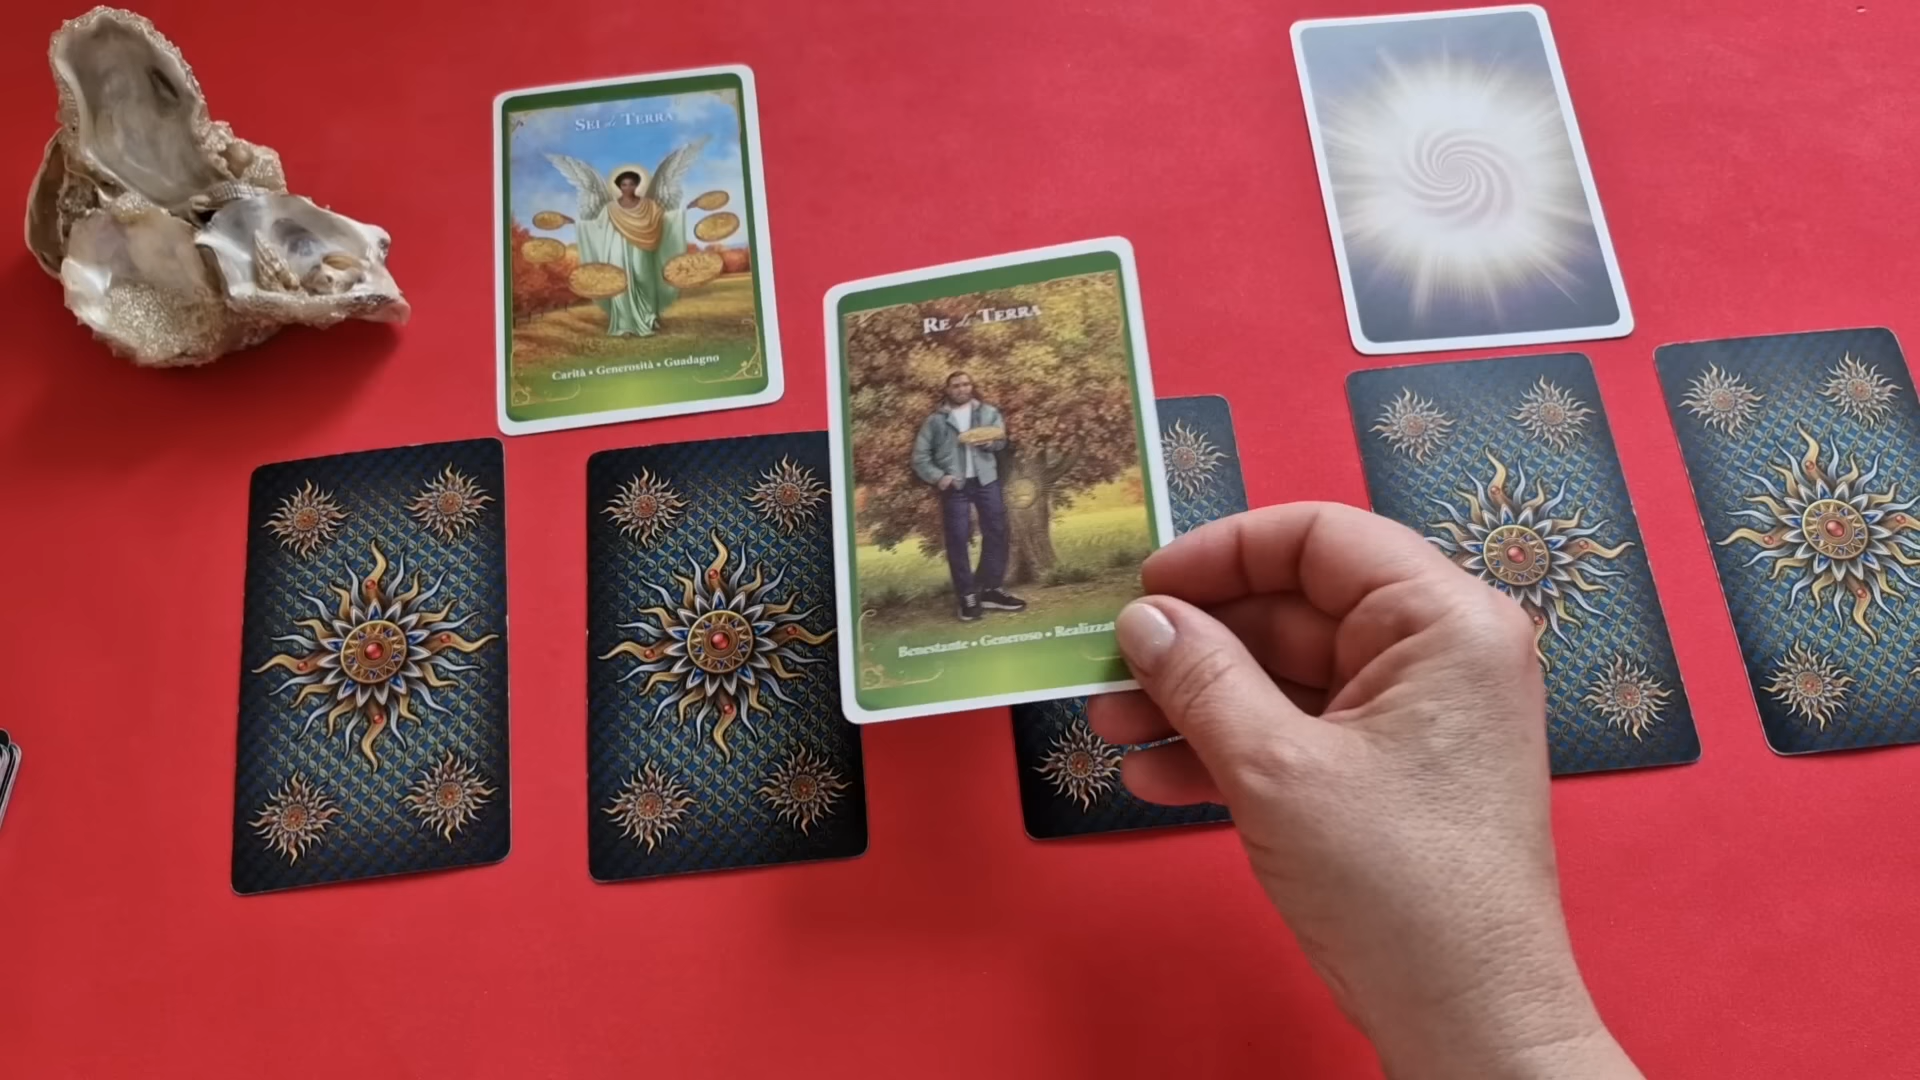 Sei di Terra
Carità • Generosità • Guadagno
Re di Terra
Benestante • Generoso • Realizzat